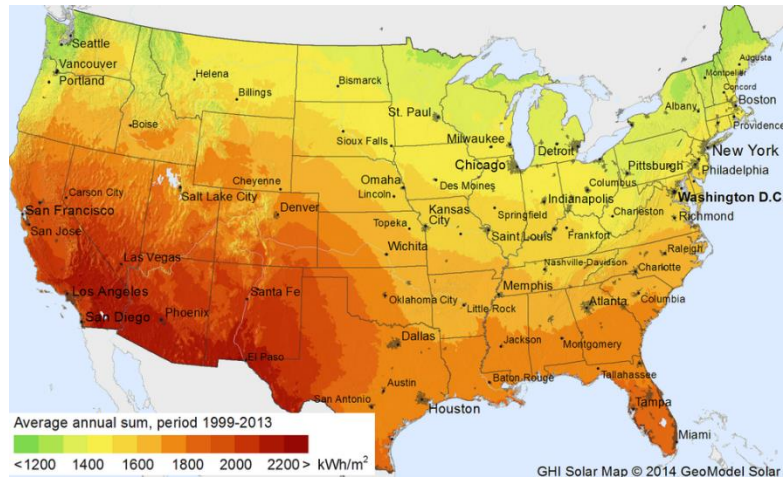 Seattle
Vancouver
Portland
Helena
Billings
Bismarck
St. Paul
Augusta
Montpelier
Concord
Albany
Boston
Providence
Boise
Sioux Falls
Milwaukee
Detroit
New York
Chicago
Pittsburgh
Philadelphia
Cheyenne
Omaha
Lincoln
Des Moines
Columbus
Indianapolis
Washington D.C
Carson City
Salt Lake City
Denver
Topeka
Kansas
City
Springfield
Charleston
Richmond
San Francisco
San José
Wichita
Saint Louis
Frankfort
Las Vegas
Raleigh
Nashville-Davidson
Charlotte
Los Angeles
Santa Fe
Oklahoma City
Little Rock
Memphis
Atlanta
Columbia
San Diego
Phoenix
Dallas
Jackson
Montgomery
El Paso
Austin
Baton Rouge
Tallahassee
San Antonio
Houston
Tampa
Miami
Average annual sum, period 1999-2013
<1200 1400 1600 1800 2000 2200> kWh/m²
GHI Solar Map © 2014 GeoModel Solar